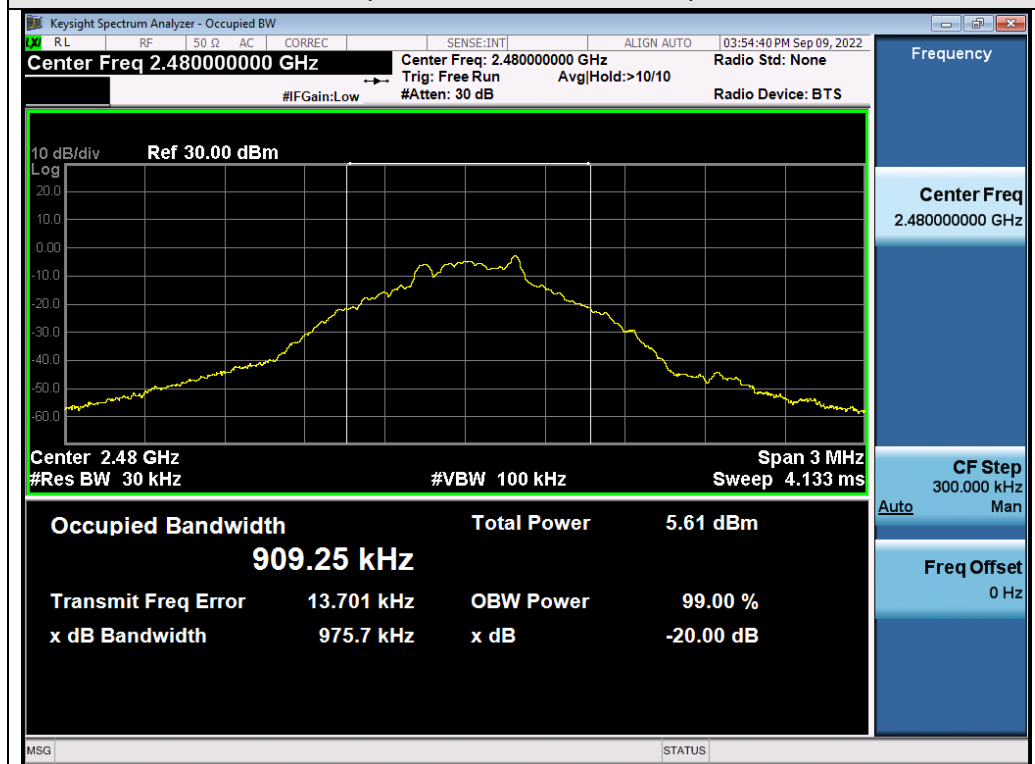 Keysight Spectrum Analyzer - Occupied BW
LXI RL RF 50 Ω AC CORREC SENSE:INT ALIGN AUTO 03:54:40 PM Sep 09, 2022
Center Freq 2.480000000 GHz
Center Freq: 2.480000000 GHz
Radio Std: None
Trig: Free Run Avg|Hold:>10/10
#IFGain:Low #Atten: 30 dB Radio Device: BTS
10 dB/div Ref 30.00 dBm
Log
20.0
10.0
0.00
-10.0
-20.0
-30.0
-40.0
-50.0
-60.0
Center 2.48 GHz Span 3 MHz
#Res BW 30 kHz #VBW 100 kHz Sweep 4.133 ms
Occupied Bandwidth Total Power 5.61 dBm
909.25 kHz
Transmit Freq Error 13.701 kHz OBW Power 99.00 %
x dB Bandwidth 975.7 kHz x dB -20.00 dB
MSG STATUS
Frequency
Center Freq
2.480000000 GHz
CF Step
300.000 kHz
Auto Man
Freq Offset
0 Hz